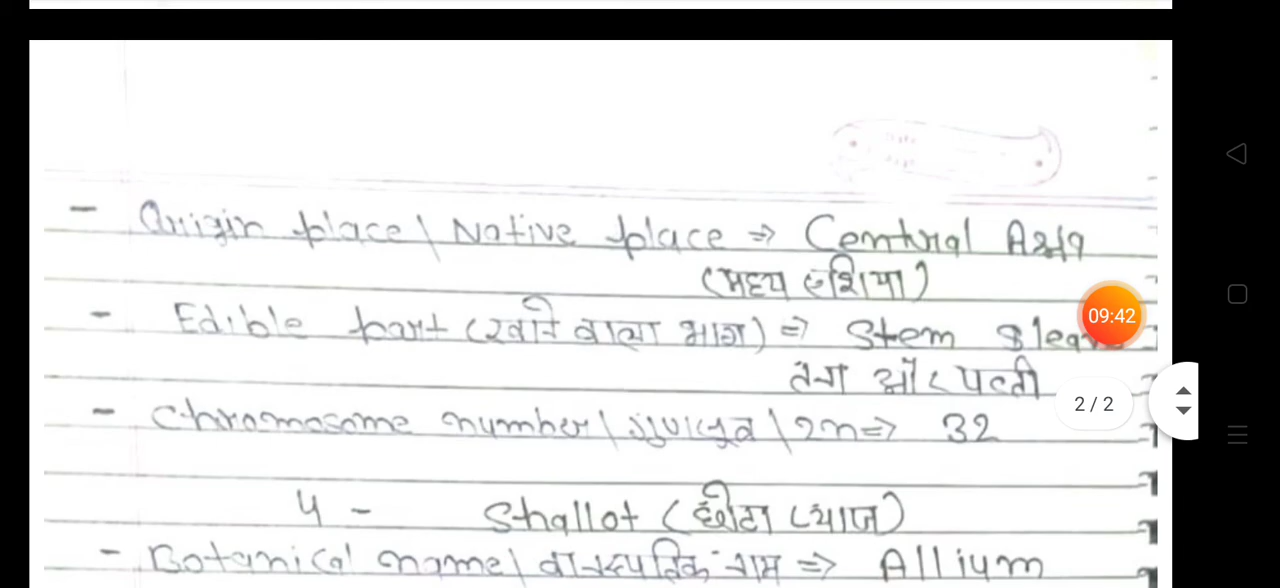 - Origin place | Native place ⇒ Central Asia
(मध्य एशिया)
- Edible part (खाने वाला भाग) ⇒ Stem &
09:42
तना और पत्ती
2 / 2
- Chromosome number | गुणसूत्र | 2n ⇒ 32
4 - Shallot (छोटा प्याज)
- Botanical name | वानस्पतिक नाम ⇒ Allium